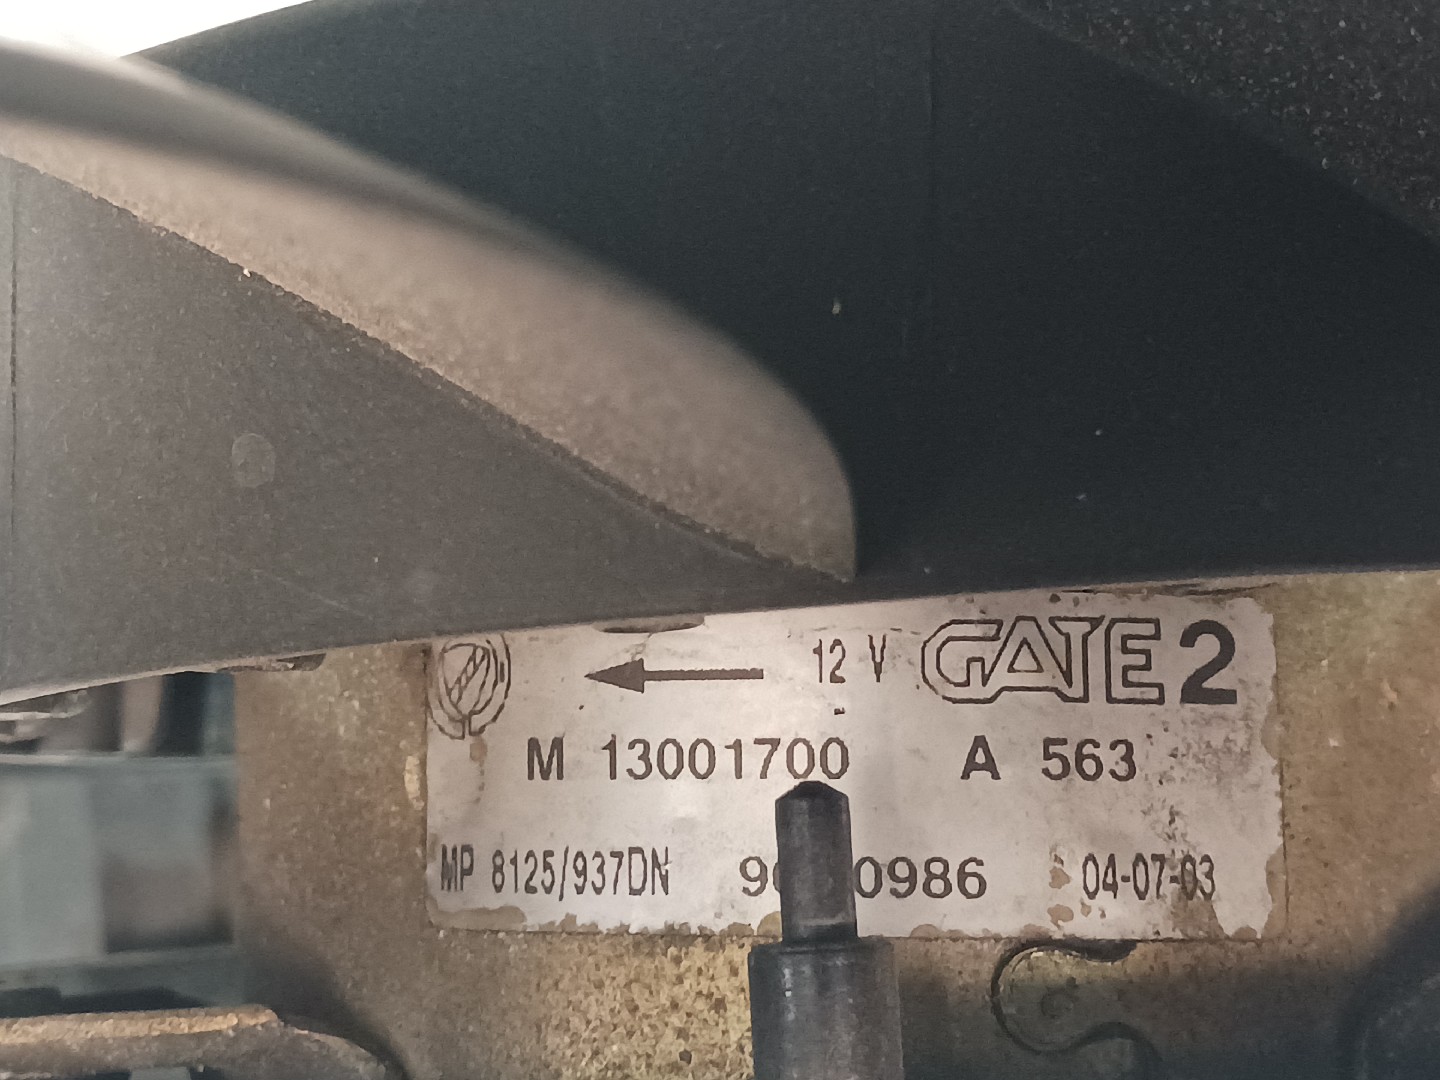 12 V GATE 2
M 13001700 A 563
MP 8125/937DN 04-07-03